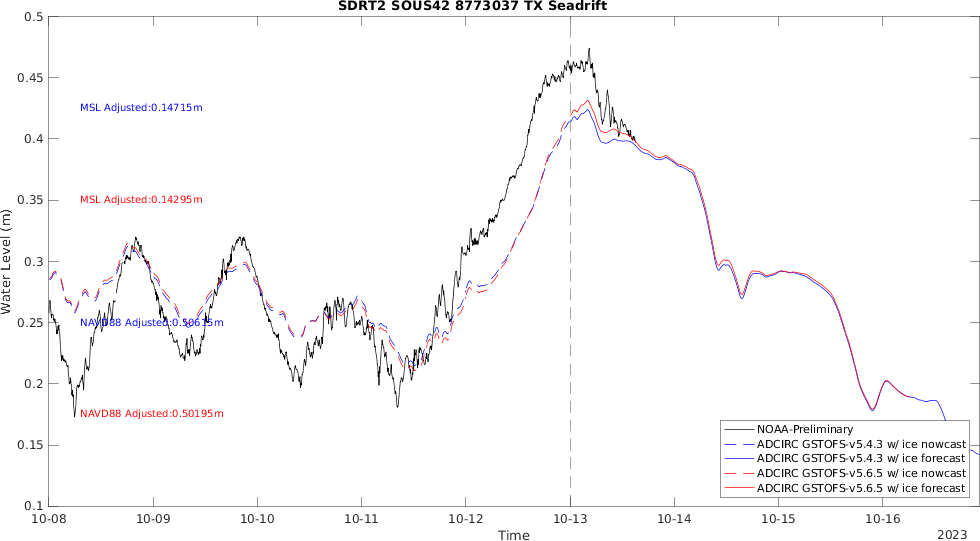 SDRT2 SOUS42 8773037 TX Seadrift
0.5
0.45
0.4
0.35
0.3
0.25
0.2
0.15
0.1
Water Level (m)
MSL Adjusted:0.14715m
MSL Adjusted:0.14295m
NAVD88 Adjusted:0.50615m
NAVD88 Adjusted:0.50195m
NOAA-Preliminary
ADCIRC GSTOFS-v5.4.3 w/ ice nowcast
ADCIRC GSTOFS-v5.4.3 w/ ice forecast
ADCIRC GSTOFS-v5.6.5 w/ ice nowcast
ADCIRC GSTOFS-v5.6.5 w/ ice forecast
10-08 10-09 10-10 10-11 10-12 10-13 10-14 10-15 10-16
Time
2023